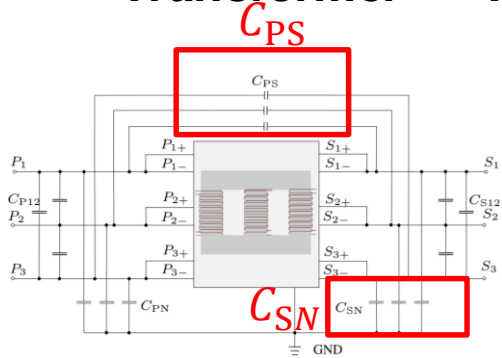 Transformer
C_PS
C_PS
P_1+ S_1+
P_1 P_1− S_1− S_1
C_P12 P_2+ S_2+ C_S12
P_2 P_2− S_2− S_2
P_3+ S_3+
P_3 P_3− S_3− S_3
C_PN C_SN C_SN
GND